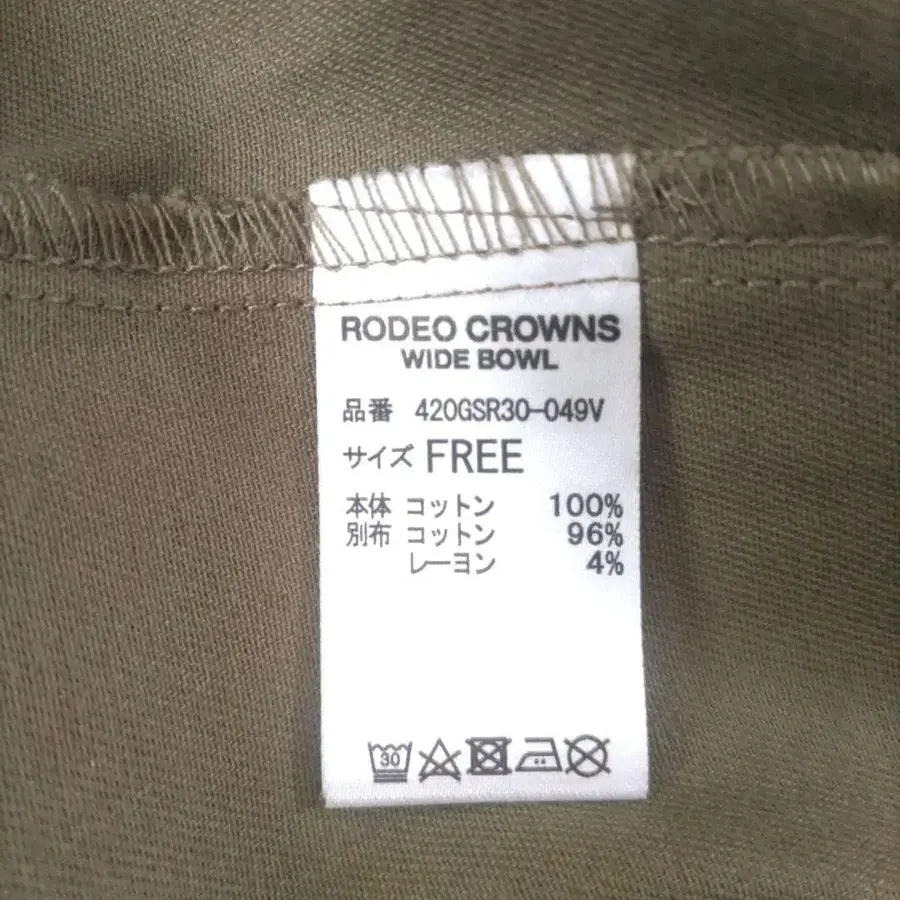 RODEO CROWNS
WIDE BOWL
品番 420GSR30-049V
サイズ FREE
本体 コットン 100%
別布 コットン 96%
レーヨン 4%
30